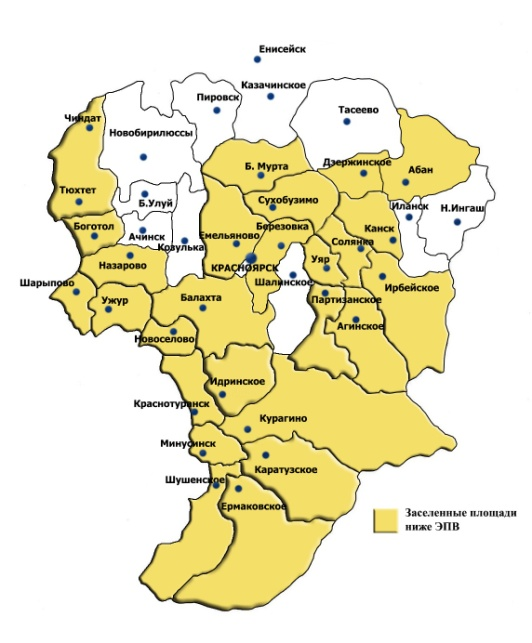 Енисейск
Казачинское
Пировск
Тасеево
Чиндат
Новобирилюссы
Б. Мурта
Дзержинское
Абан
Тюхтет
Б.Улуй
Сухобузимо
Иланск
Н.Ингаш
Боготол
Ачинск
Козулька
Емельяново
Березовка
Солянка
Канск
Назарово
КРАСНОЯРСК
Уяр
Шарыпово
Шалинское
Ирбейское
Ужур
Балахта
Партизанское
Агинское
Новоселово
Идринское
Краснотуранск
Курагино
Минусинск
Каратузское
Шушенское
Ермаковское
Заселенные площади
ниже ЭПВ